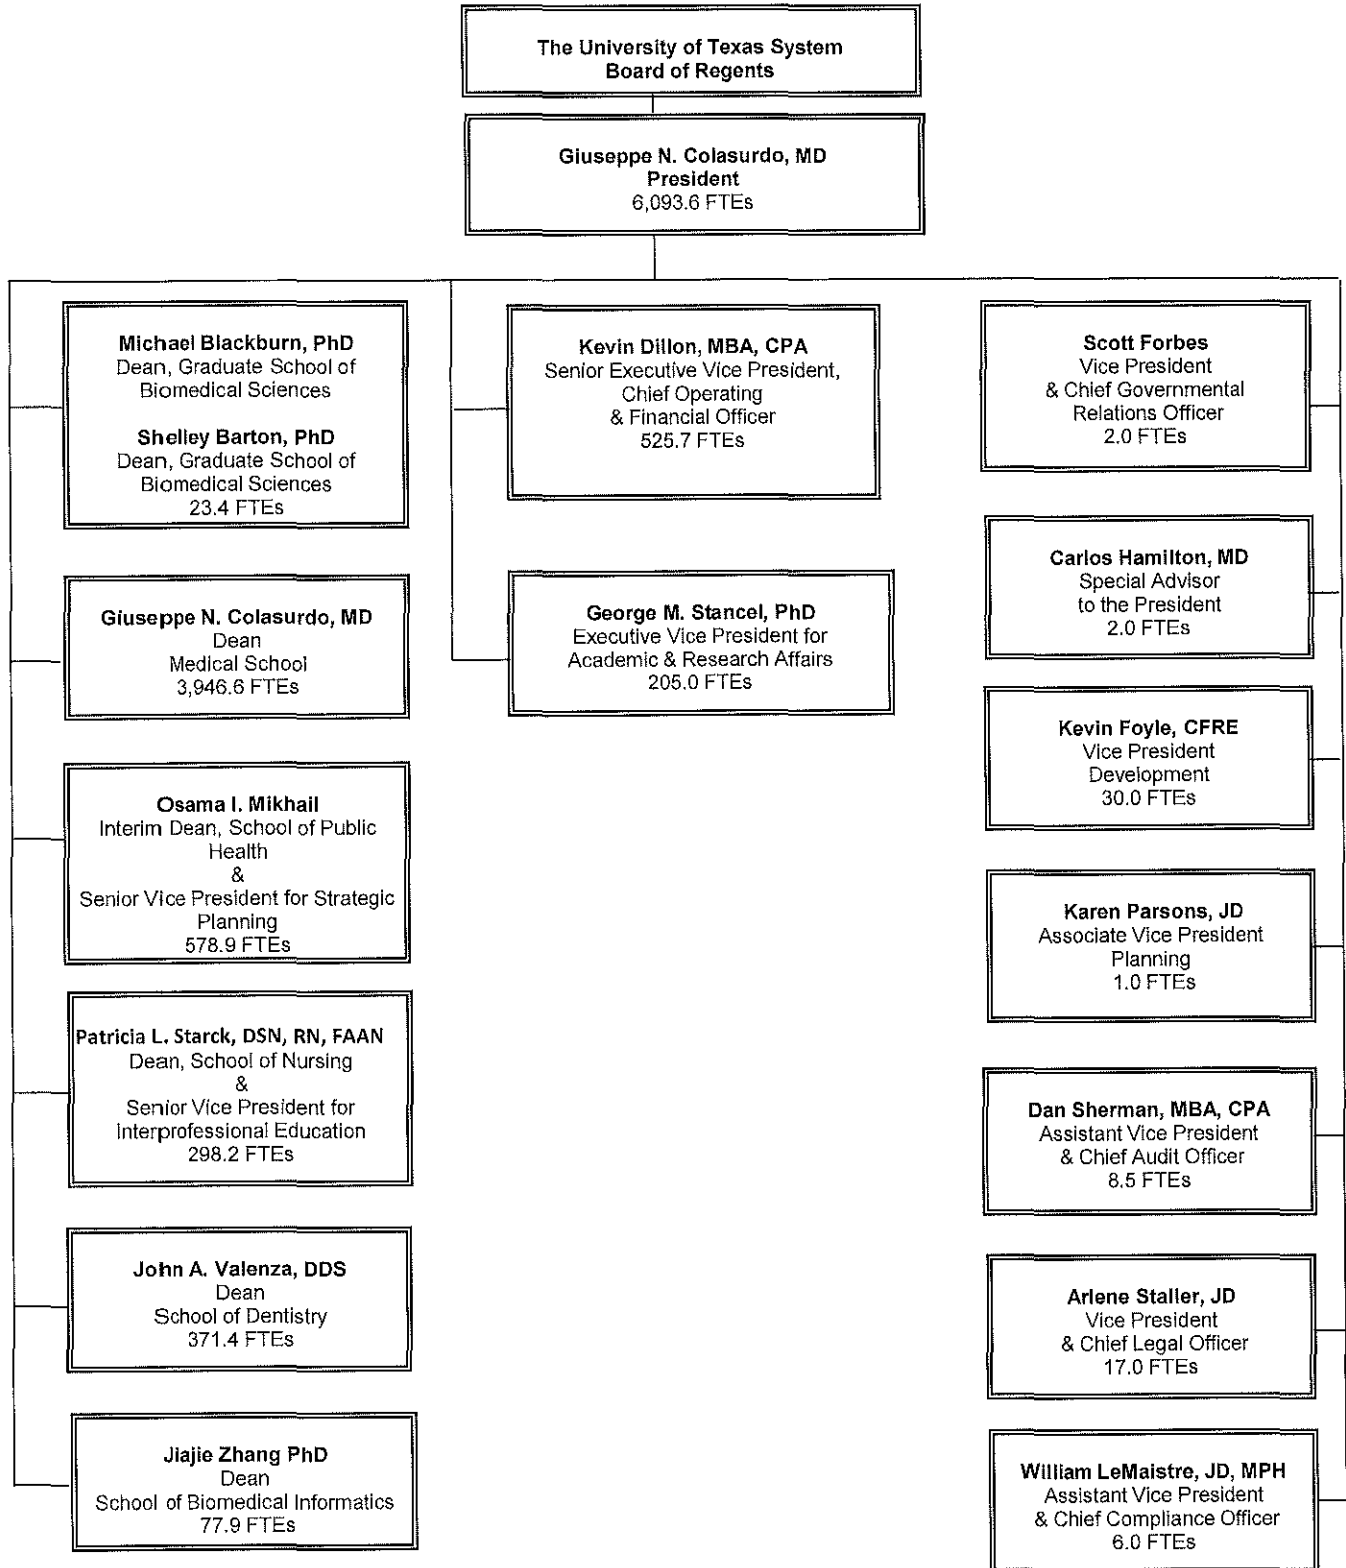 The University of Texas System
Board of Regents
Giuseppe N. Colasurdo, MD
President
6,093.6 FTEs
Michael Blackburn, PhD
Dean, Graduate School of
Biomedical Sciences
Shelley Barton, PhD
Dean, Graduate School of
Biomedical Sciences
23.4 FTEs
Giuseppe N. Colasurdo, MD
Dean
Medical School
3,946.6 FTEs
Osama I. Mikhail
Interim Dean, School of Public
Health
&
Senior Vice President for Strategic
Planning
578.9 FTEs
Patricia L. Starck, DSN, RN, FAAN
Dean, School of Nursing
&
Senior Vice President for
Interprofessional Education
298.2 FTEs
John A. Valenza, DDS
Dean
School of Dentistry
371.4 FTEs
Jiajie Zhang PhD
Dean
School of Biomedical Informatics
77.9 FTEs
Kevin Dillon, MBA, CPA
Senior Executive Vice President,
Chief Operating
& Financial Officer
525.7 FTEs
George M. Stancel, PhD
Executive Vice President for
Academic & Research Affairs
205.0 FTEs
Scott Forbes
Vice President
& Chief Governmental
Relations Officer
2.0 FTEs
Carlos Hamilton, MD
Special Advisor
to the President
2.0 FTEs
Kevin Foyle, CFRE
Vice President
Development
30.0 FTEs
Karen Parsons, JD
Associate Vice President
Planning
1.0 FTEs
Dan Sherman, MBA, CPA
Assistant Vice President
& Chief Audit Officer
8.5 FTEs
Arlene Staller, JD
Vice President
& Chief Legal Officer
17.0 FTEs
William LeMaistre, JD, MPH
Assistant Vice President
& Chief Compliance Officer
6.0 FTEs